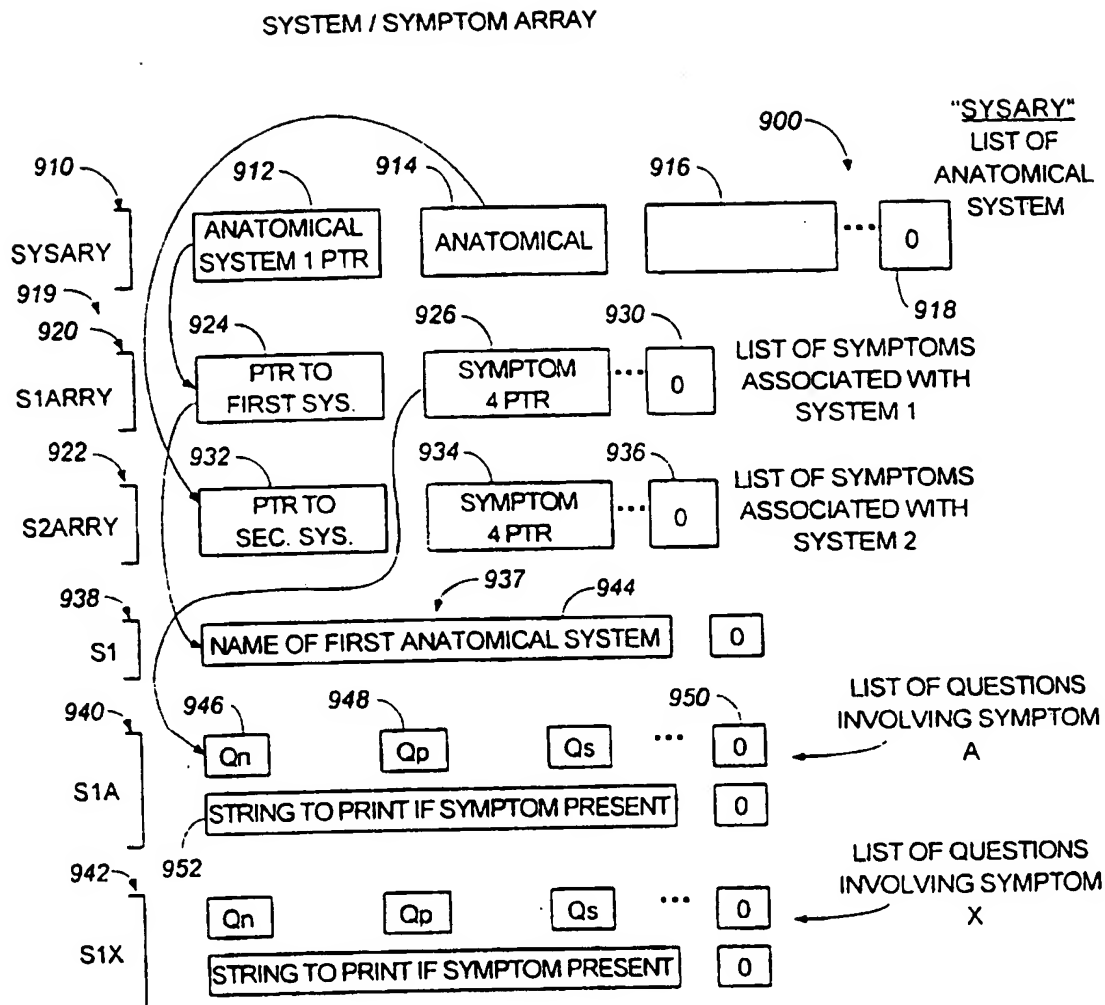 SYSTEM / SYMPTOM ARRAY
"SYSARY"
LIST OF
ANATOMICAL
SYSTEM
900
910
912
914
916
SYSARY
ANATOMICAL
SYSTEM 1 PTR
ANATOMICAL
...
0
918
919
920
924
926
930
S1ARRY
PTR TO
FIRST SYS.
SYMPTOM
4 PTR
...
0
LIST OF SYMPTOMS
ASSOCIATED WITH
SYSTEM 1
922
932
934
936
S2ARRY
PTR TO
SEC. SYS.
SYMPTOM
4 PTR
...
0
LIST OF SYMPTOMS
ASSOCIATED WITH
SYSTEM 2
937
944
938
S1
NAME OF FIRST ANATOMICAL SYSTEM
0
940
946
948
950
S1A
Qn
Qp
Qs
...
0
LIST OF QUESTIONS
INVOLVING SYMPTOM
A
STRING TO PRINT IF SYMPTOM PRESENT
0
952
942
S1X
Qn
Qp
Qs
...
0
LIST OF QUESTIONS
INVOLVING SYMPTOM
X
STRING TO PRINT IF SYMPTOM PRESENT
0